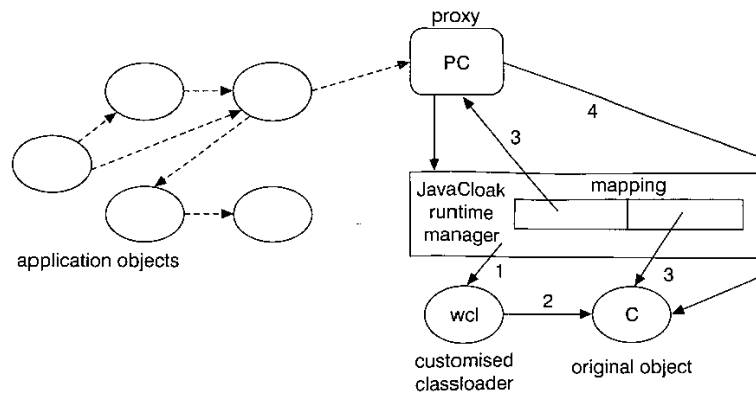 proxy
PC
4
3
JavaCloak
runtime
manager
mapping
application objects
1
3
wcl
2
C
customised
classloader
original object